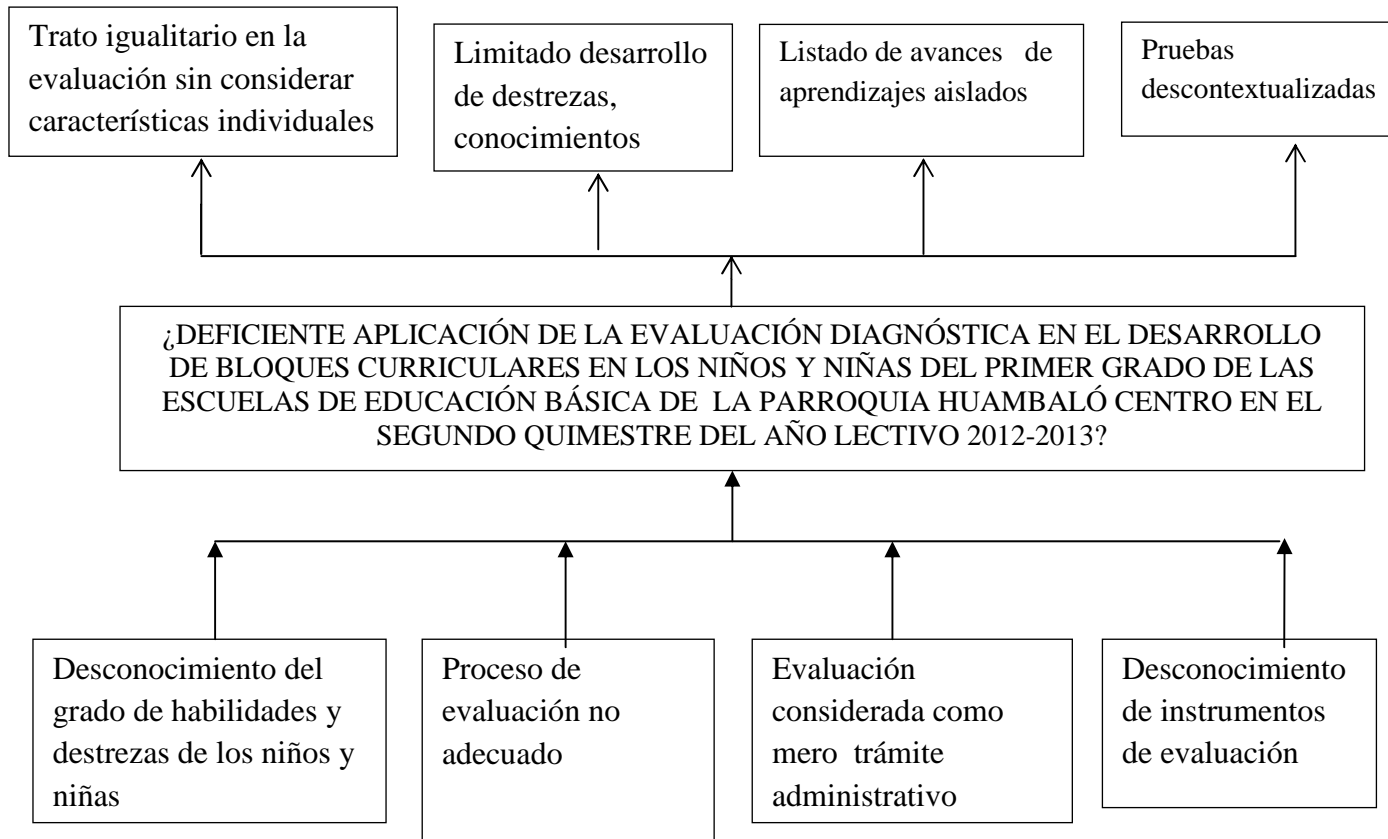 Trato igualitario en la
evaluación sin considerar
características individuales
Limitado desarrollo
de destrezas,
conocimientos
Listado de avances de
aprendizajes aislados
Pruebas
descontextualizadas
¿DEFICIENTE APLICACIÓN DE LA EVALUACIÓN DIAGNÓSTICA EN EL DESARROLLO
DE BLOQUES CURRICULARES EN LOS NIÑOS Y NIÑAS DEL PRIMER GRADO DE LAS
ESCUELAS DE EDUCACIÓN BÁSICA DE LA PARROQUIA HUAMBALÓ CENTRO EN EL
SEGUNDO QUIMESTRE DEL AÑO LECTIVO 2012-2013?
Desconocimiento del
grado de habilidades y
destrezas de los niños y
niñas
Proceso de
evaluación no
adecuado
Evaluación
considerada como
mero trámite
administrativo
Desconocimiento
de instrumentos
de evaluación